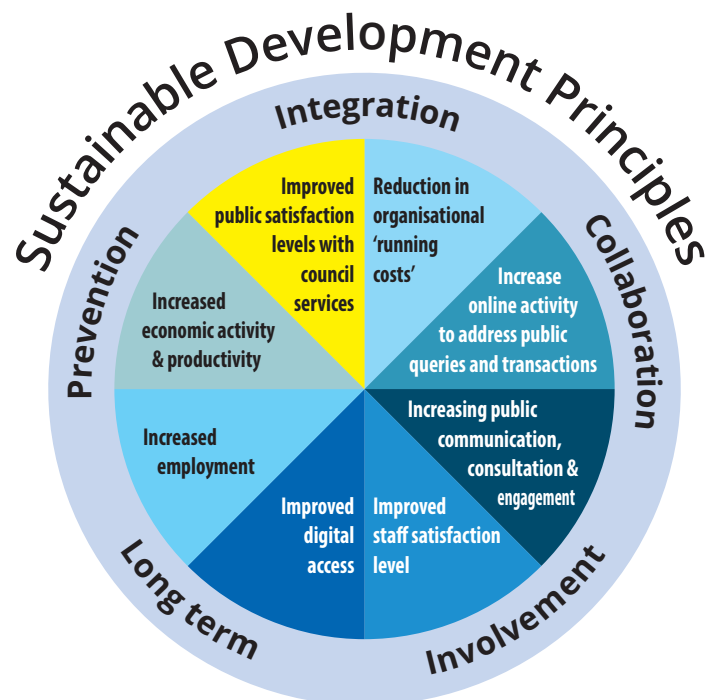 Sustainable Development Principles
Integration
Collaboration
Involvement
Long term
Prevention
Reduction in
organisational
‘running
costs’
Increase
online activity
to address public
queries and transactions
Increasing public
communication,
consultation &
engagement
Improved
staff satisfaction
level
Improved
digital
access
Increased
employment
Increased
economic activity
& productivity
Improved
public satisfaction
levels with
council
services